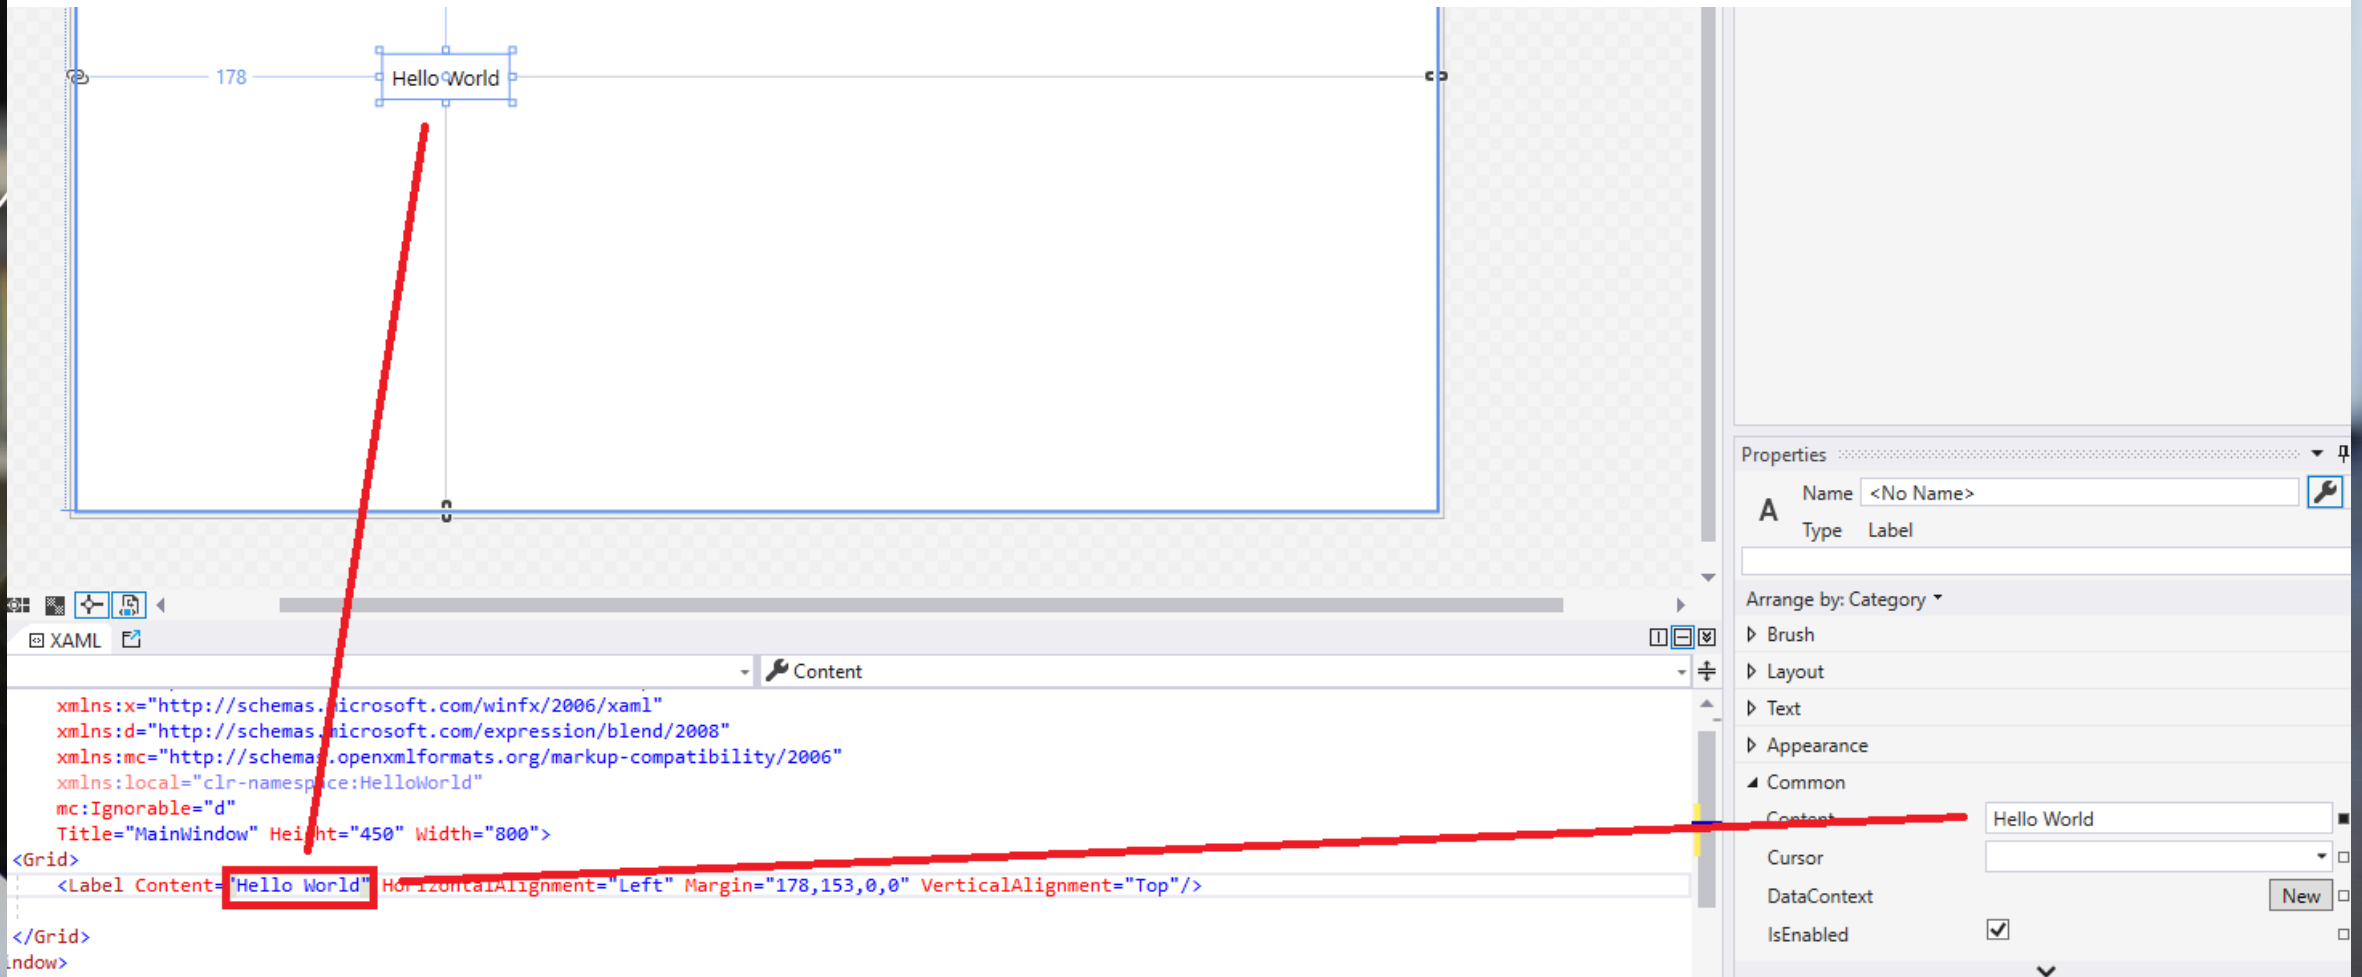 178
Hello World
XAML
Content
xmlns:x="http://schemas.microsoft.com/winfx/2006/xaml"
xmlns:d="http://schemas.microsoft.com/expression/blend/2008"
xmlns:mc="http://schemas.openxmlformats.org/markup-compatibility/2006"
xmlns:local="clr-namespace:HelloWorld"
mc:Ignorable="d"
Title="MainWindow" Height="450" Width="800">
<Grid>
<Label Content="Hello World" HorizontalAlignment="Left" Margin="178,153,0,0" VerticalAlignment="Top"/>
</Grid>
indow>
Properties
Name <No Name>
A
Type Label
Arrange by: Category
Brush
Layout
Text
Appearance
Common
Content Hello World
Cursor
DataContext New
IsEnabled